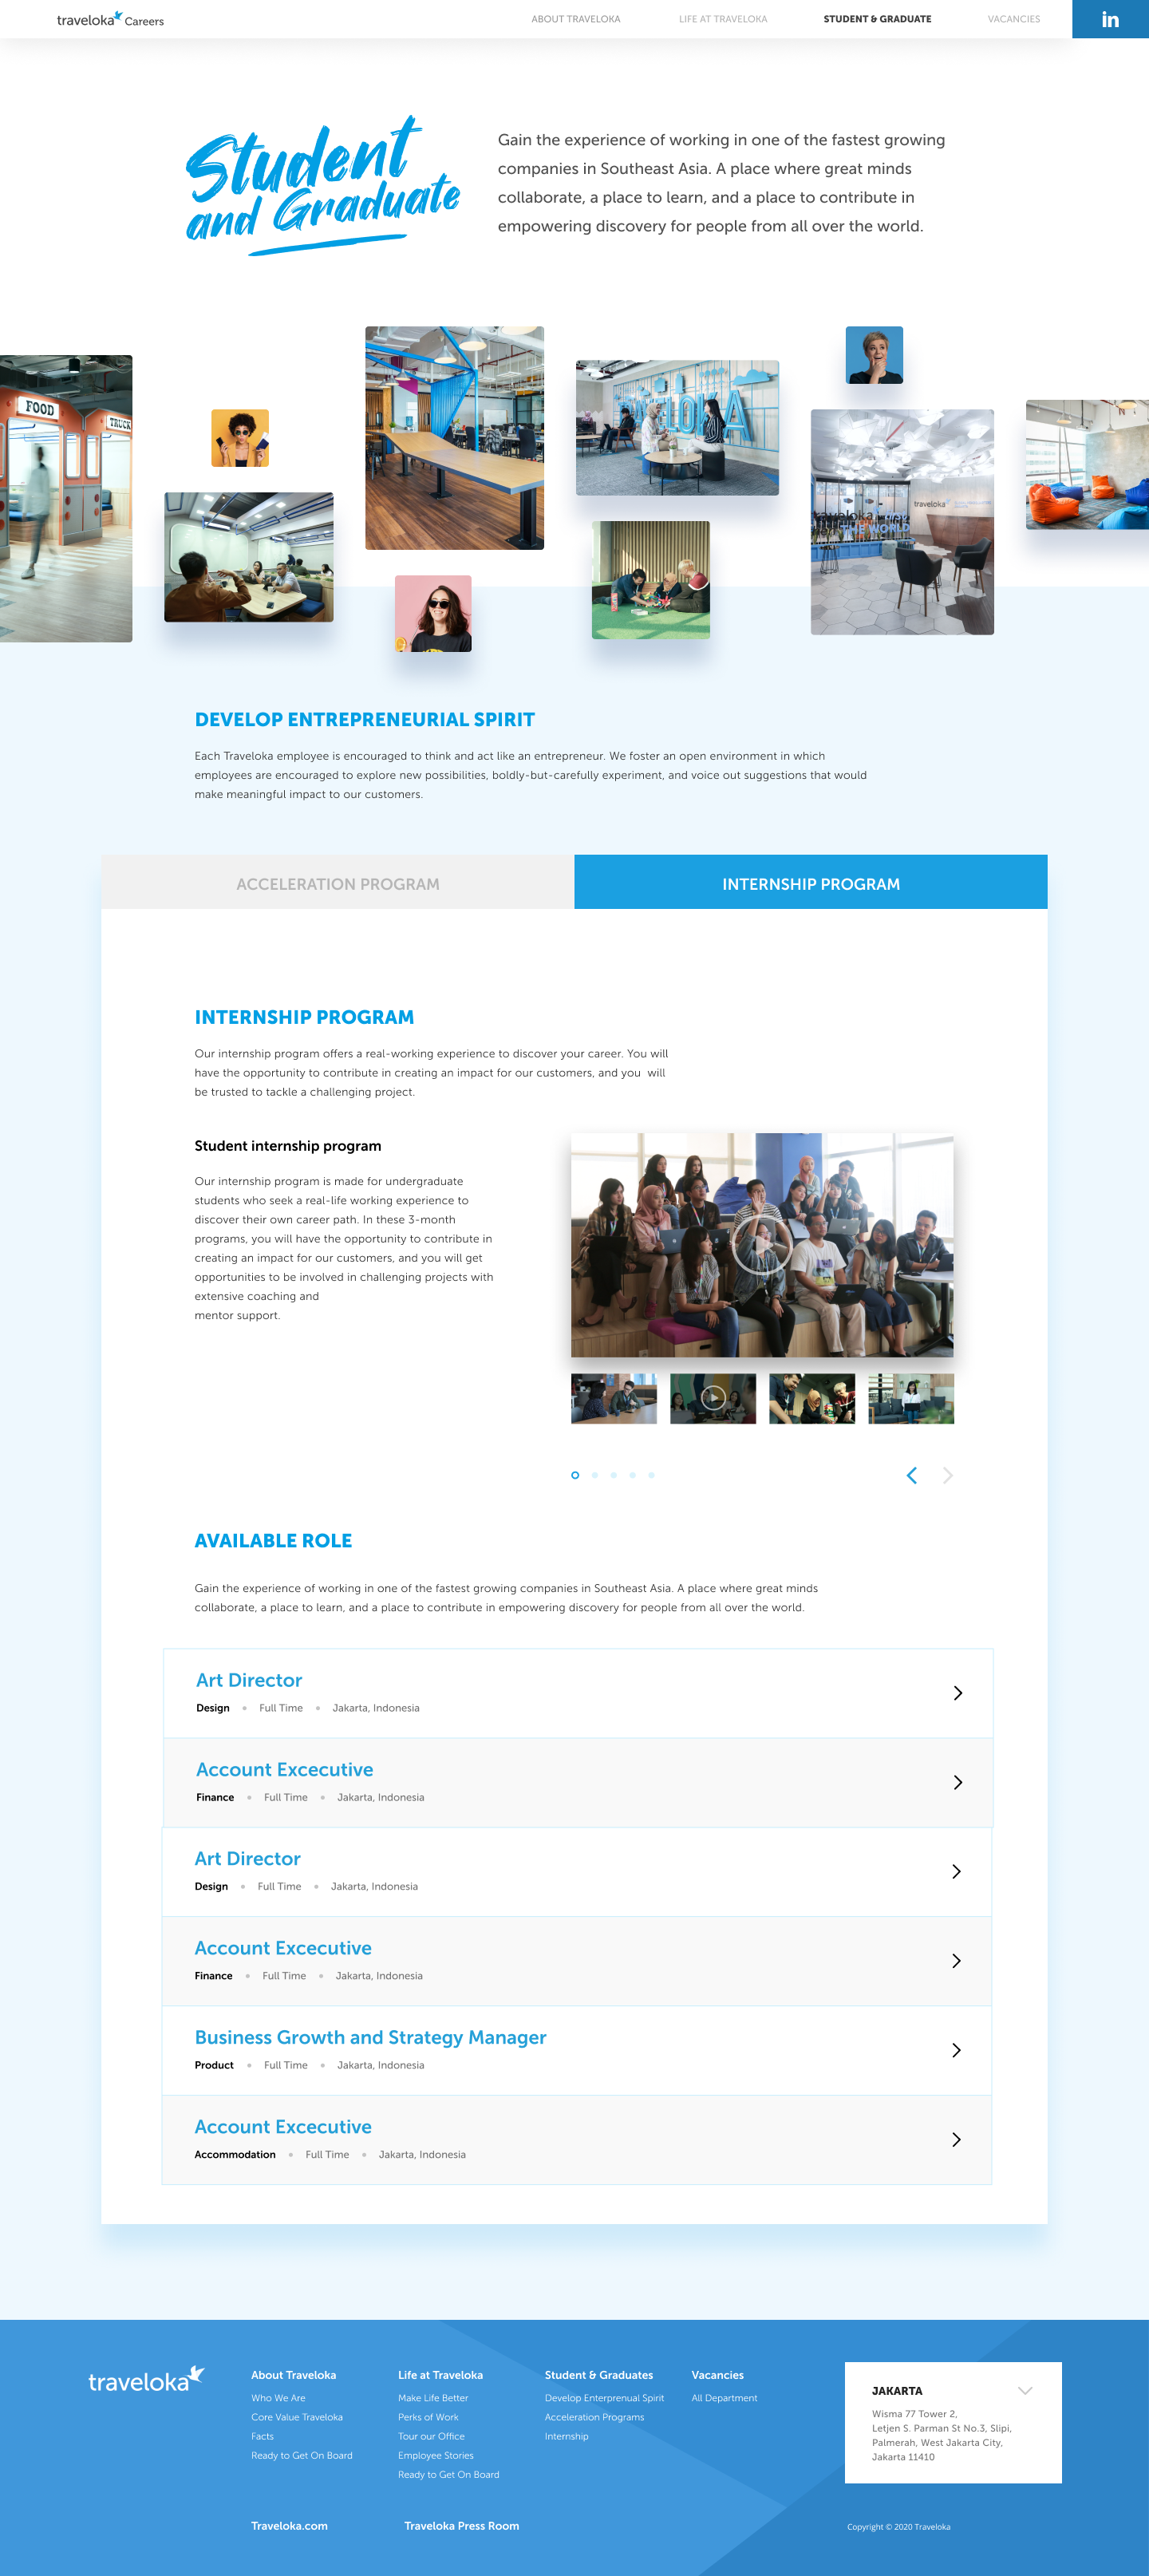 traveloka Careers
ABOUT TRAVELOKA
LIFE AT TRAVELOKA
STUDENT & GRADUATE
VACANCIES
in
Student
and Graduate
Gain the experience of working in one of the fastest growing
companies in Southeast Asia. A place where great minds
collaborate, a place to learn, and a place to contribute in
empowering discovery for people from all over the world.
FOOD
TRUCK
traveloka
traveloka
THE WORLD
DEVELOP ENTREPRENEURIAL SPIRIT
Each Traveloka employee is encouraged to think and act like an entrepreneur. We foster an open environment in which
employees are encouraged to explore new possibilities, boldly-but-carefully experiment, and voice out suggestions that would
make meaningful impact to our customers.
ACCELERATION PROGRAM
INTERNSHIP PROGRAM
INTERNSHIP PROGRAM
Our internship program offers a real-working experience to discover your career. You will
have the opportunity to contribute in creating an impact for our customers, and you will
be trusted to tackle a challenging project.
Student internship program
Our internship program is made for undergraduate
students who seek a real-life working experience to
discover their own career path. In these 3-month
programs, you will have the opportunity to contribute in
creating an impact for our customers, and you will get
opportunities to be involved in challenging projects with
extensive coaching and
mentor support.
AVAILABLE ROLE
Gain the experience of working in one of the fastest growing companies in Southeast Asia. A place where great minds
collaborate, a place to learn, and a place to contribute in empowering discovery for people from all over the world.
Art Director
Design • Full Time • Jakarta, Indonesia
Account Excecutive
Finance • Full Time • Jakarta, Indonesia
Art Director
Design • Full Time • Jakarta, Indonesia
Account Excecutive
Finance • Full Time • Jakarta, Indonesia
Business Growth and Strategy Manager
Product • Full Time • Jakarta, Indonesia
Account Excecutive
Accommodation • Full Time • Jakarta, Indonesia
traveloka
About Traveloka
Who We Are
Core Value Traveloka
Facts
Ready to Get On Board
Life at Traveloka
Make Life Better
Perks of Work
Tour our Office
Employee Stories
Ready to Get On Board
Student & Graduates
Develop Enterprenual Spirit
Acceleration Programs
Internship
Vacancies
All Department
JAKARTA
Wisma 77 Tower 2,
Letjen S. Parman St No.3, Slipi,
Palmerah, West Jakarta City,
Jakarta 11410
Traveloka.com
Traveloka Press Room
Copyright © 2020 Traveloka